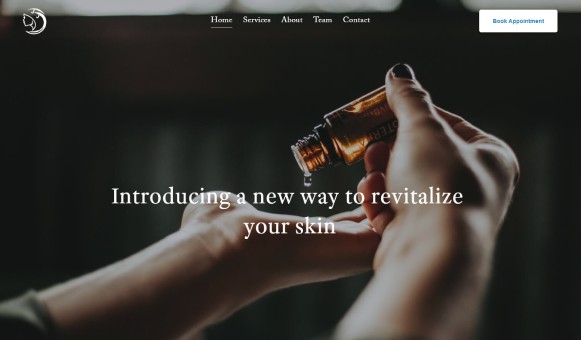 Home Services About Team Contact
Book Appointment
Introducing a new way to revitalize
your skin